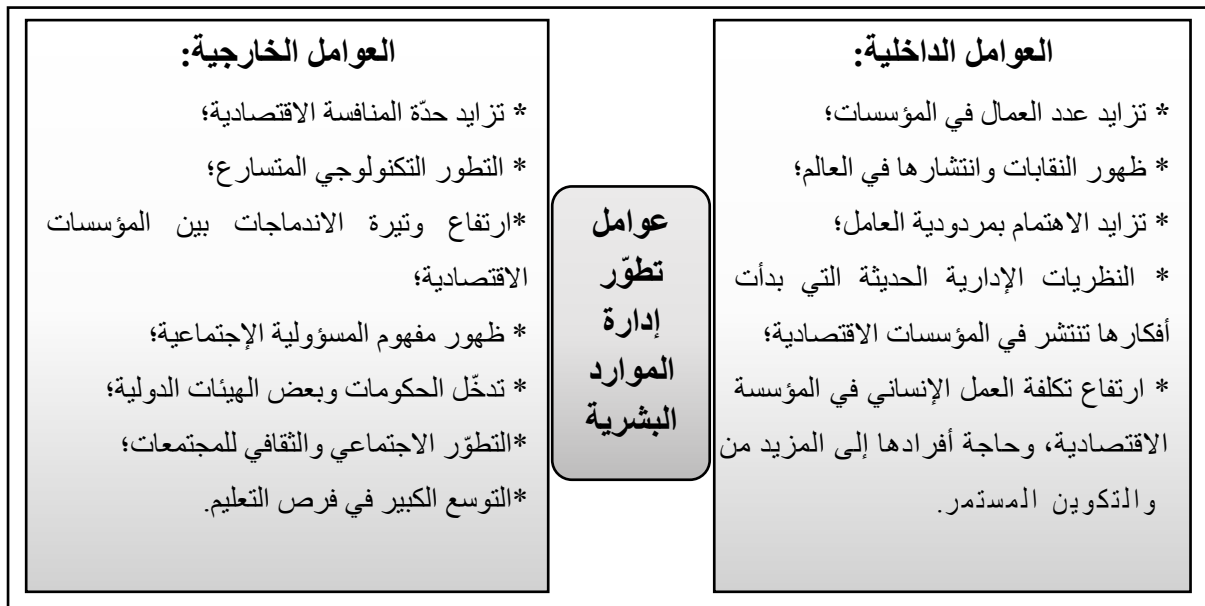 العوامل الداخلية:
* تزايد عدد العمال في المؤسسات؛
* ظهور النقابات وانتشارها في العالم؛
* تزايد الاهتمام بمردودية العامل؛
* النظريات الإدارية الحديثة التي بدأت
أفكارها تنتشر في المؤسسات الاقتصادية؛
* ارتفاع تكلفة العمل الإنساني في المؤسسة
الاقتصادية، وحاجة أفرادها إلى المزيد من
والتكوين المستمر.
عوامل
تطوّر
إدارة
الموارد
البشرية
العوامل الخارجية:
* تزايد حدّة المنافسة الاقتصادية؛
* التطور التكنولوجي المتسارع؛
*ارتفاع وتيرة الاندماجات بين المؤسسات
الاقتصادية؛
* ظهور مفهوم المسؤولية الإجتماعية؛
* تدخّل الحكومات وبعض الهيئات الدولية؛
*التطوّر الاجتماعي والثقافي للمجتمعات؛
*التوسع الكبير في فرص التعليم.